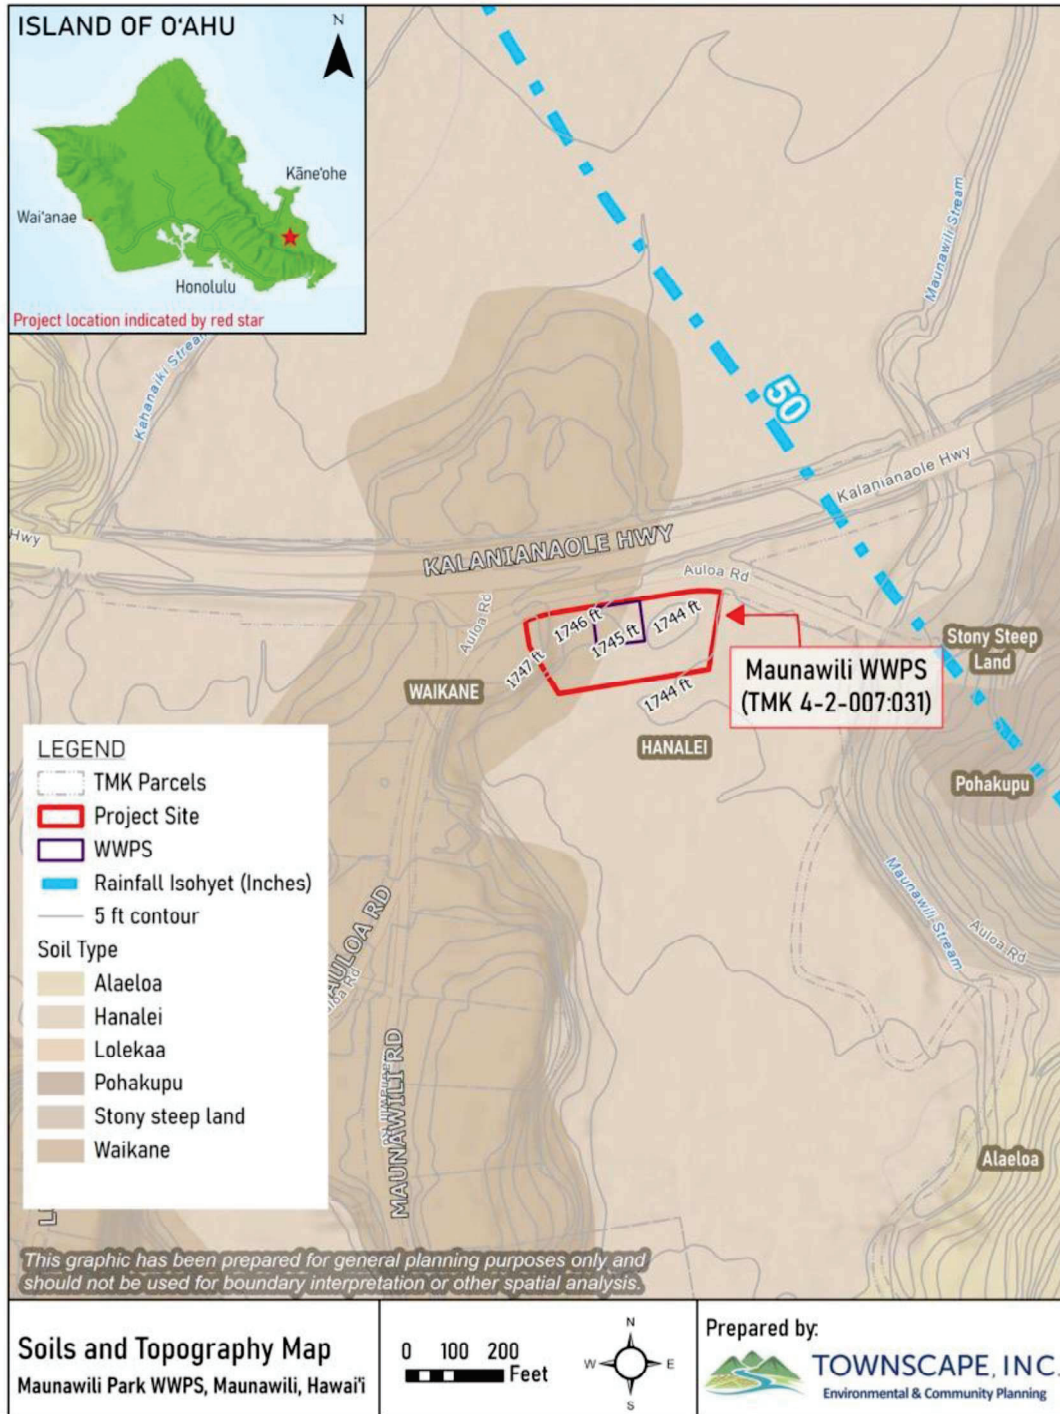 ISLAND OF O‘AHU
N
Kāne‘ohe
Wai‘anae
Honolulu
Project location indicated by red star
Kahanaiki Stream
Maunawili Stream
50
Kalanianaole Hwy
Hwy
KALANIANAOLE HWY
Auloa Rd
Auloa Rd
1746 ft
1745 ft
1744 ft
1747 ft
1744 ft
Stony Steep
Land
Maunawili WWPS
(TMK 4-2-007:031)
WAIKANE
HANALEI
Pohakupu
LEGEND
TMK Parcels
Project Site
WWPS
Rainfall Isohyet (Inches)
5 ft contour
Soil Type
Alaeloa
Hanalei
Lolekaa
Pohakupu
Stony steep land
Waikane
AULOA RD
MAUNAWILI RD
Maunawili Stream
Auloa Rd
Alaeloa
This graphic has been prepared for general planning purposes only and
should not be used for boundary interpretation or other spatial analysis.
Soils and Topography Map
Maunawili Park WWPS, Maunawili, Hawai‘i
0 100 200
Feet
N
W E
S
Prepared by:
TOWNSCAPE, INC.
Environmental & Community Planning